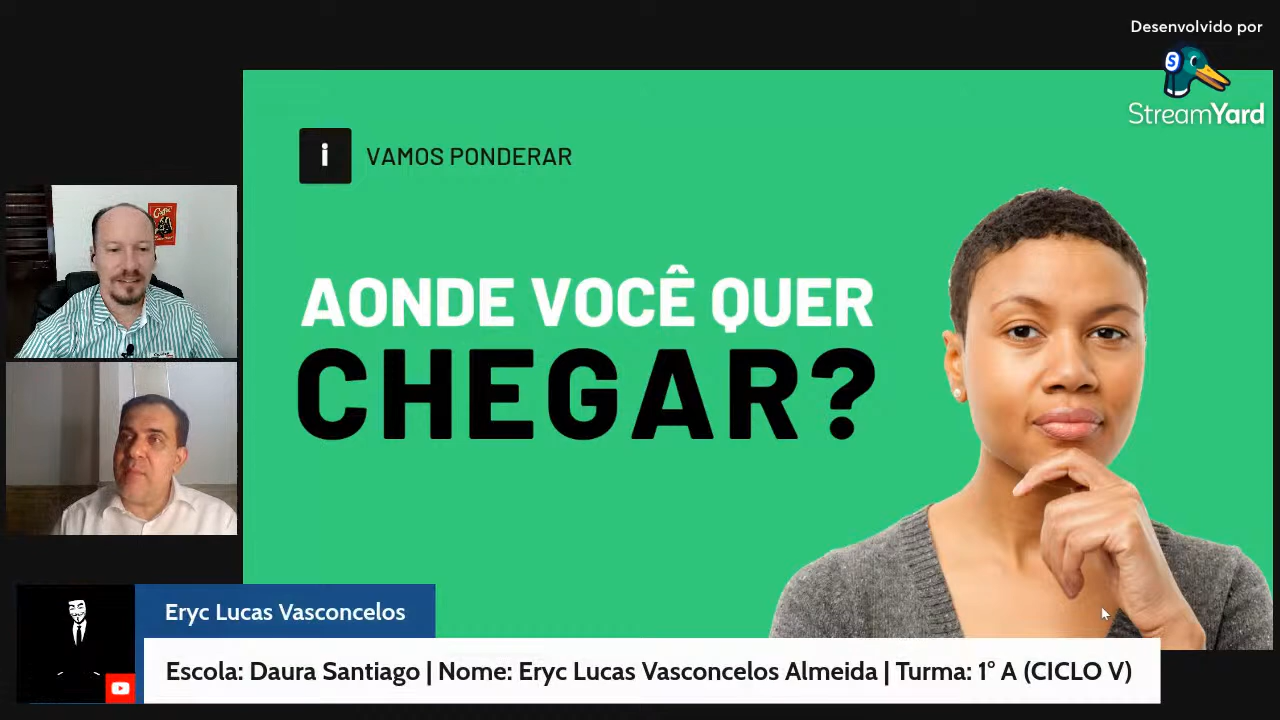 Desenvolvido por
StreamYard
i VAMOS PONDERAR
AONDE VOCÊ QUER
CHEGAR?
Eryc Lucas Vasconcelos
Escola: Daura Santiago | Nome: Eryc Lucas Vasconcelos Almeida | Turma: 1° A (CICLO V)